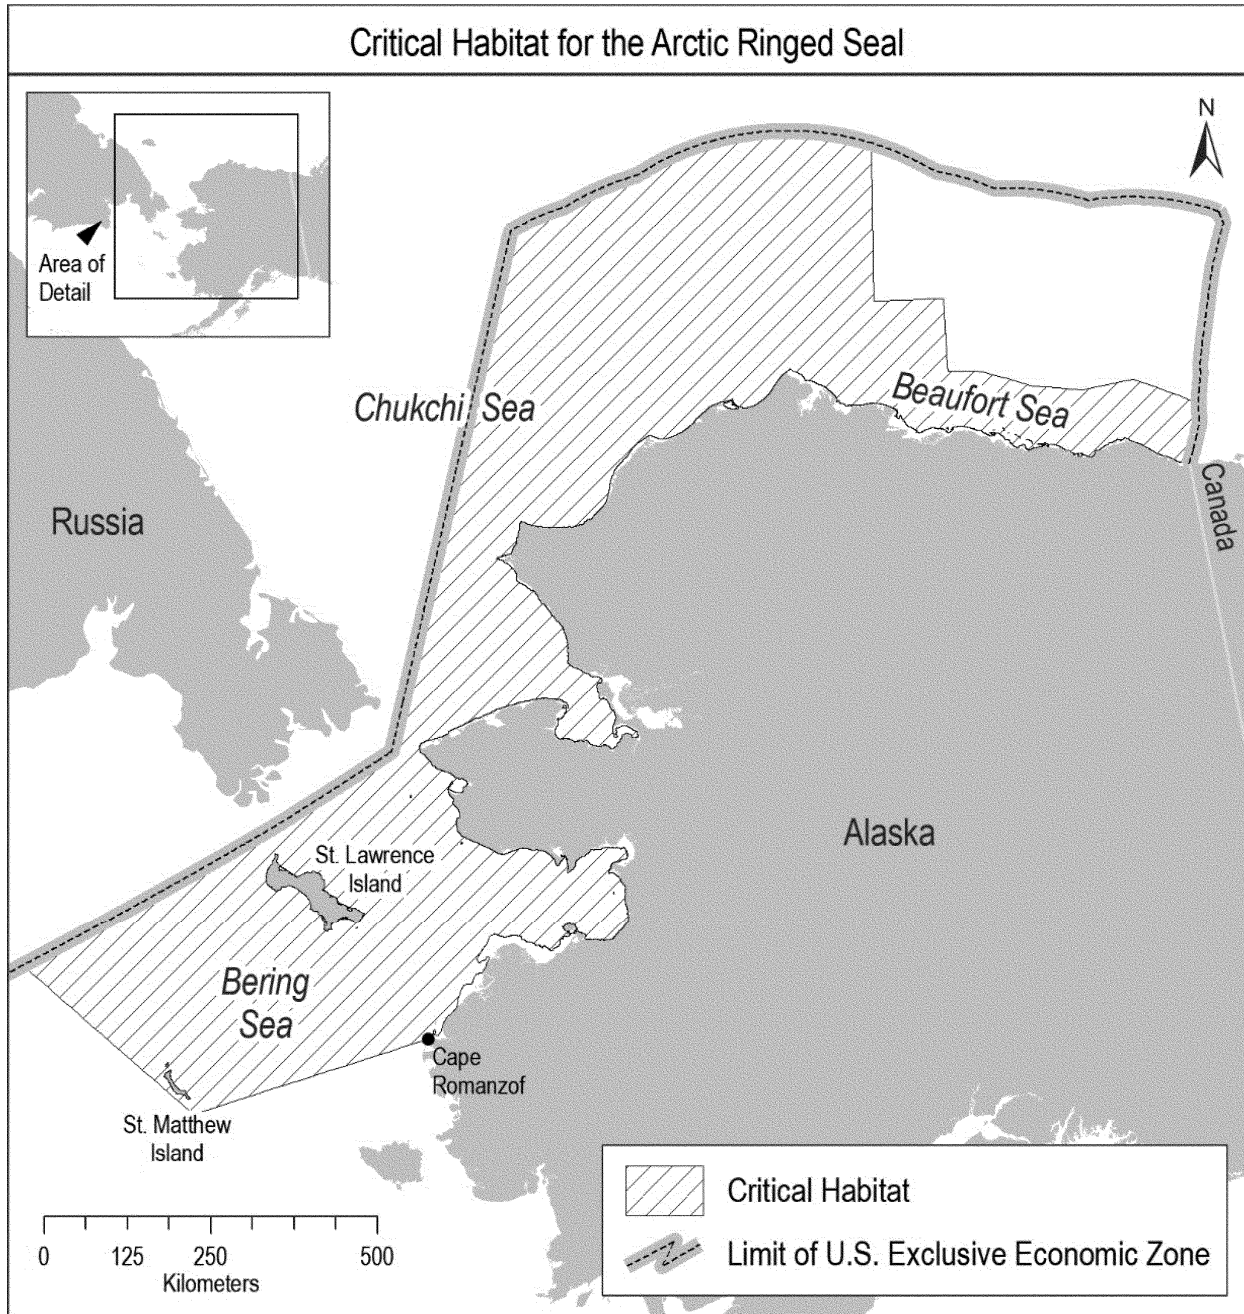 Critical Habitat for the Arctic Ringed Seal
N
Area of
Detail
Chukchi Sea
Beaufort Sea
Russia
Canada
Alaska
St. Lawrence
Island
Bering
Sea
Cape
Romanzof
St. Matthew
Island
Critical Habitat
Limit of U.S. Exclusive Economic Zone
0 125 250 500
Kilometers